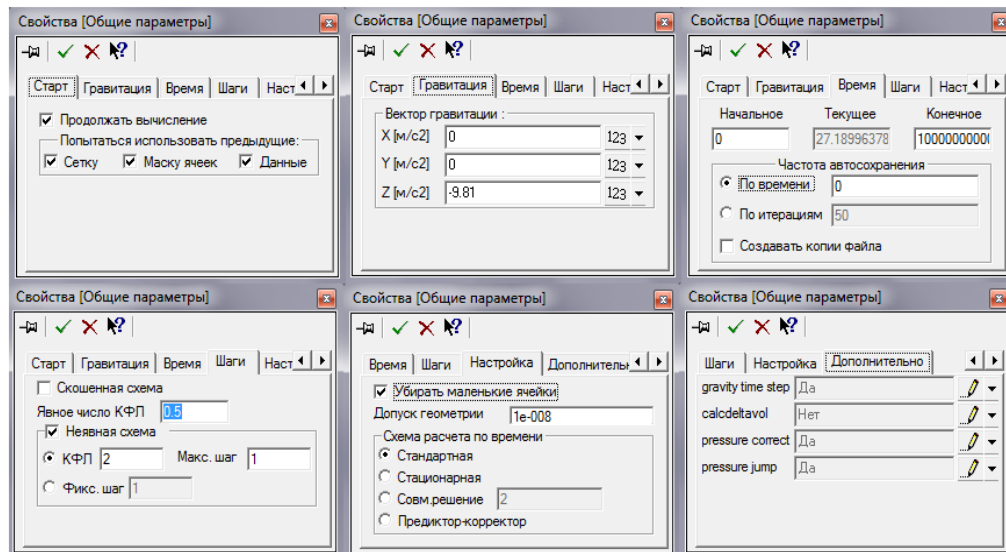 Свойства [Общие параметры]
Старт Гравитация Время Шаги Наст
Продолжать вычисление
Попытаться использовать предыдущие:
Сетку Маску ячеек Данные
Свойства [Общие параметры]
Старт Гравитация Время Шаги Наст
Вектор гравитации :
X [м/с2] 0 123
Y [м/с2] 0 123
Z [м/с2] -9.81 123
Свойства [Общие параметры]
Старт Гравитация Время Шаги Наст
Начальное Текущее Конечное
0 27.18996378 1000000000
Частота автосохранения
По времени 0
По итерациям 50
Создавать копии файла
Свойства [Общие параметры]
Старт Гравитация Время Шаги Наст
Скошенная схема
Явное число КФЛ 0.5
Неявная схема
КФЛ 2 Макс. шаг 1
Фикс. шаг 1
Свойства [Общие параметры]
Время Шаги Настройка Дополнительн
Убирать маленькие ячейки
Допуск геометрии 1e-008
Схема расчета по времени
Стандартная
Стационарная
Совм.решение 2
Предиктор-корректор
Свойства [Общие параметры]
Шаги Настройка Дополнительно
gravity time step Да
calcdeltavol Нет
pressure correct Да
pressure jump Да